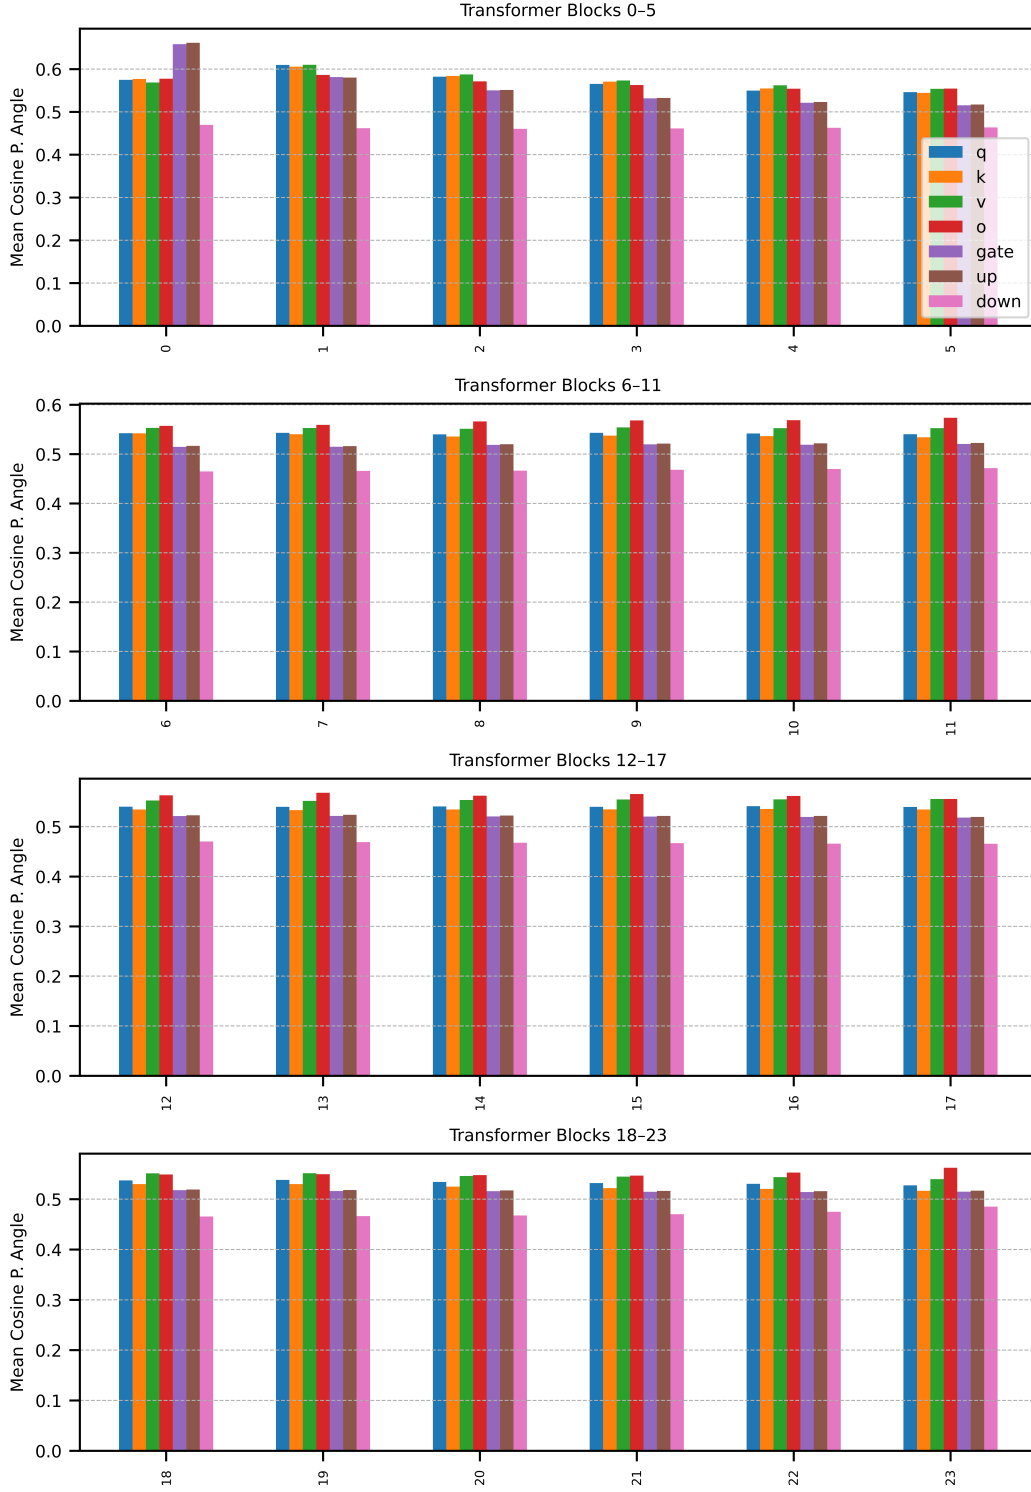 Transformer Blocks 0–5
Mean Cosine P. Angle
0.6
0.5
0.4
0.3
0.2
0.1
0.0
0 1 2 3 4 5
q
k
v
o
gate
up
down
Transformer Blocks 6–11
Mean Cosine P. Angle
0.6
0.5
0.4
0.3
0.2
0.1
0.0
6 7 8 9 10 11
Transformer Blocks 12–17
Mean Cosine P. Angle
0.5
0.4
0.3
0.2
0.1
0.0
12 13 14 15 16 17
Transformer Blocks 18–23
Mean Cosine P. Angle
0.5
0.4
0.3
0.2
0.1
0.0
18 19 20 21 22 23